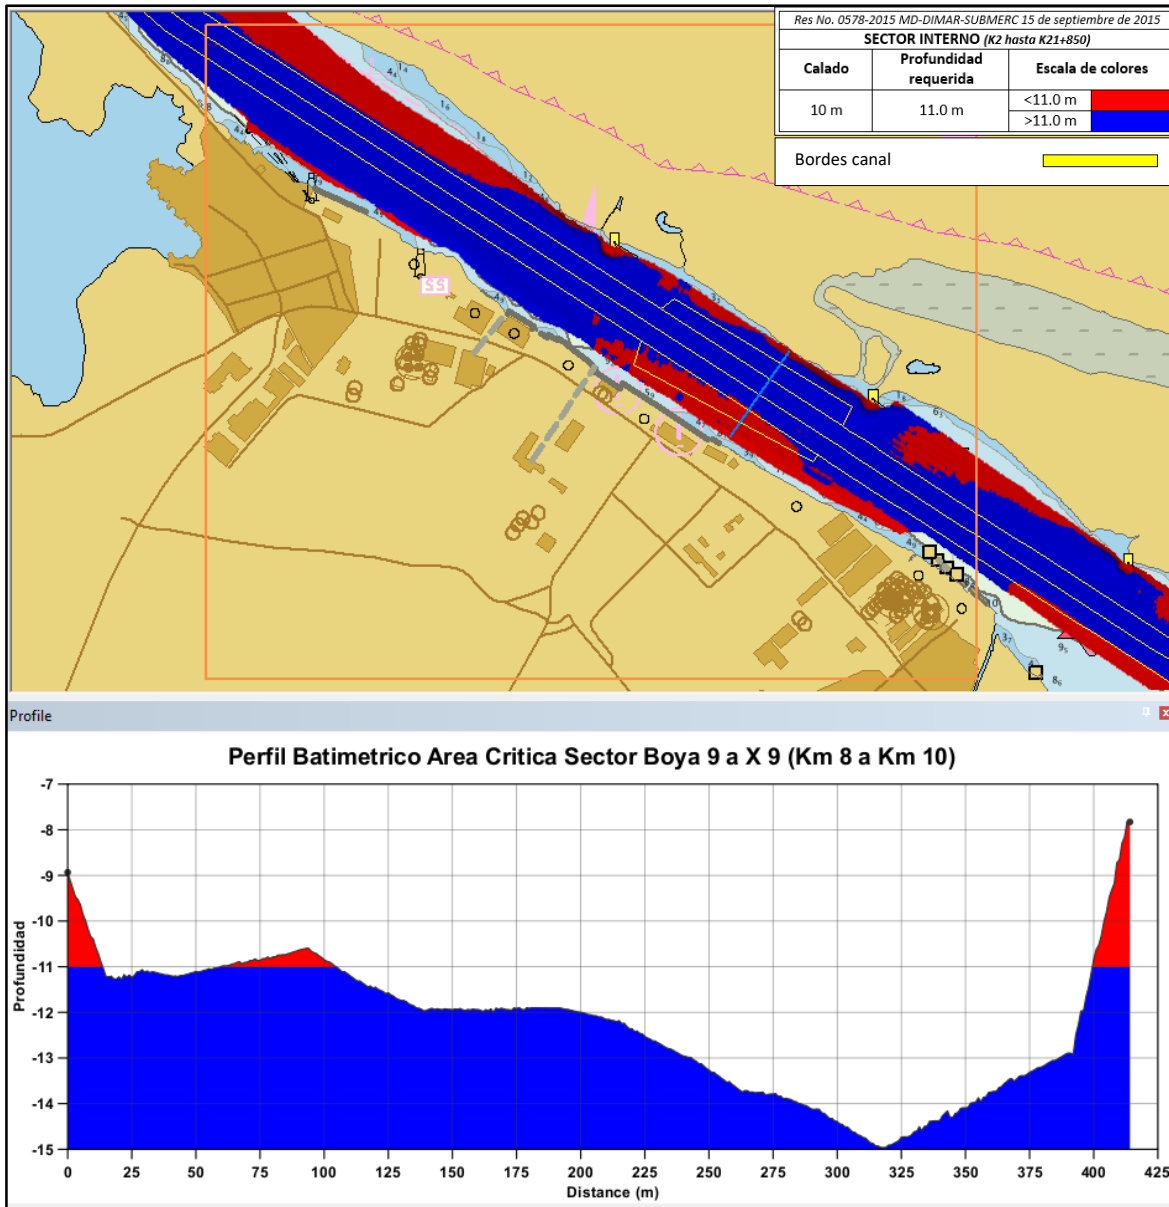 Res No. 0578-2015 MD-DIMAR-SUBMERC 15 de septiembre de 2015
SECTOR INTERNO (K2 hasta K21+850)
Calado
Profundidad requerida
Escala de colores
10 m
11.0 m
<11.0 m
>11.0 m
Bordes canal
SS
Profile
Perfil Batimetrico Area Critica Sector Boya 9 a X 9 (Km 8 a Km 10)
Profundidad
-7
-8
-9
-10
-11
-12
-13
-14
-15
0 25 50 75 100 125 150 175 200 225 250 275 300 325 350 375 400 425
Distance (m)